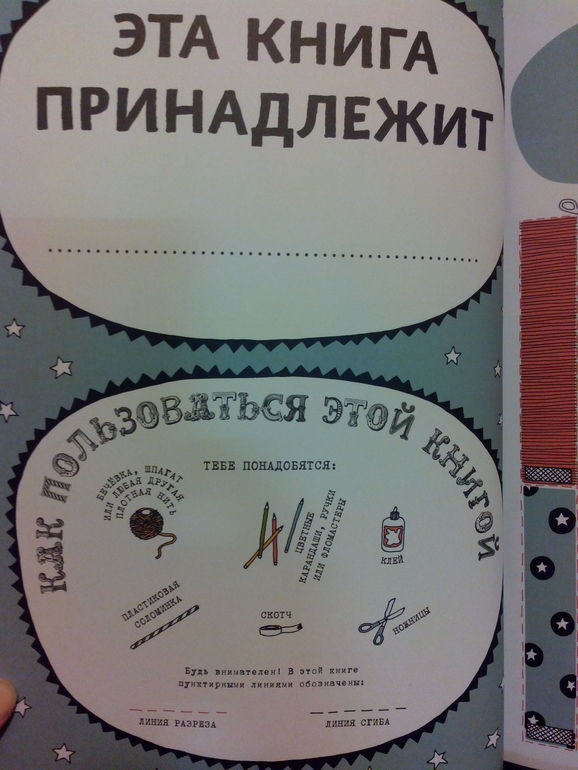 ЭТА КНИГА
ПРИНАДЛЕЖИТ
КАК ПОЛЬЗОВАТЬСЯ ЭТОЙ КНИГОЙ
ТЕБЕ ПОНАДОБЯТСЯ:
БЕЧЁВКА, ШПАГАТ
ИЛИ ЛЮБАЯ ДРУГАЯ
ПЛОТНАЯ НИТЬ
ЦВЕТНЫЕ
КАРАНДАШИ, РУЧКИ
ИЛИ ФЛОМАСТЕРЫ
КЛЕЙ
ПЛАСТИКОВАЯ
СОЛОМИНКА
СКОТЧ
НОЖНИЦЫ
Будь внимателен! В этой книге
пунктирными линиями обозначены:
ЛИНИЯ РАЗРЕЗА
ЛИНИЯ СГИБА